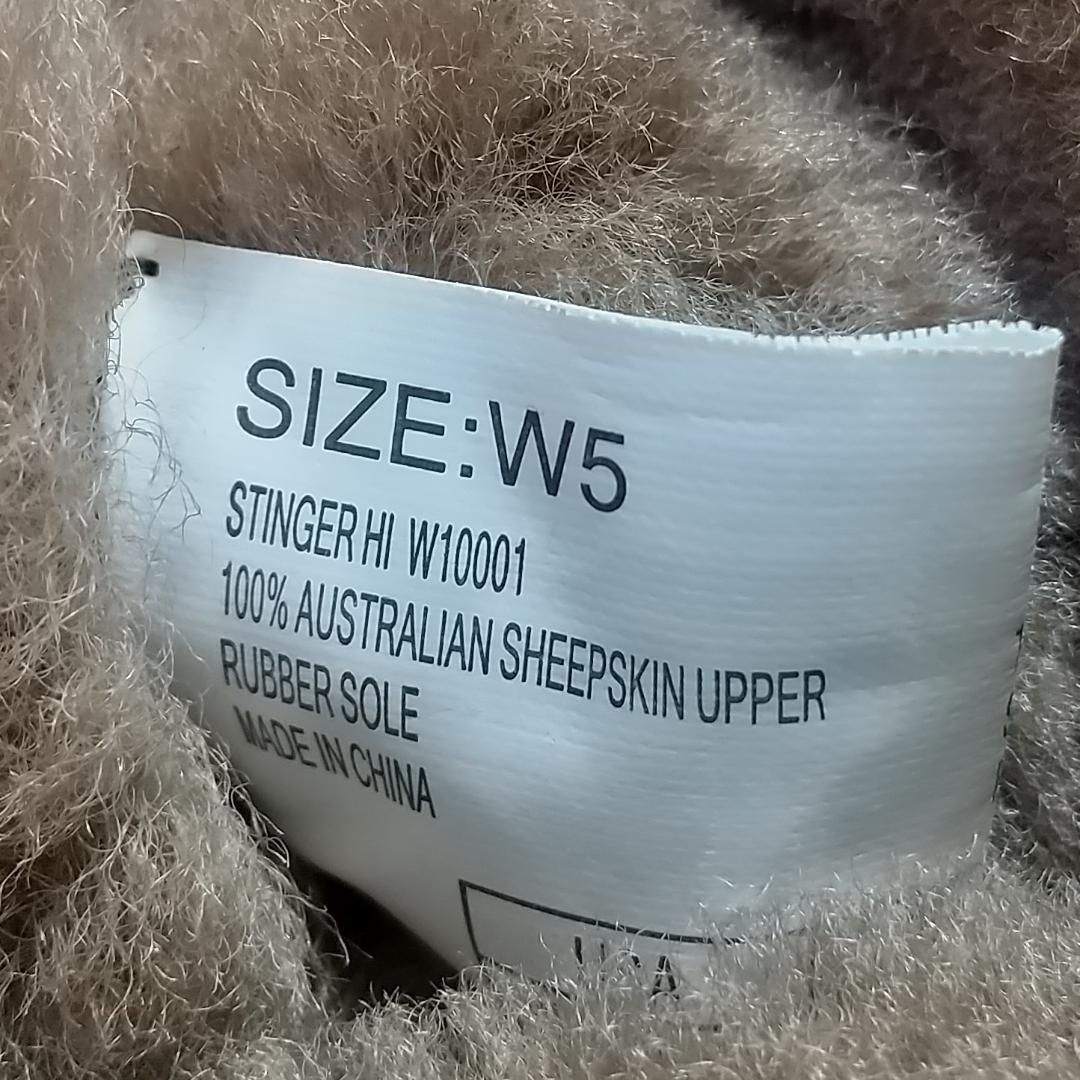 SIZE:W5
STINGER HI W10001
100% AUSTRALIAN SHEEPSKIN UPPER
RUBBER SOLE
MADE IN CHINA